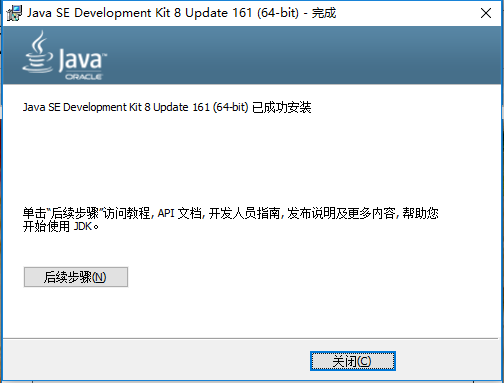 Java SE Development Kit 8 Update 161 (64-bit) - 完成
Java™
ORACLE
Java SE Development Kit 8 Update 161 (64-bit) 已成功安装
单击“后续步骤”访问教程, API 文档, 开发人员指南, 发布说明及更多内容, 帮助您
开始使用 JDK。
后续步骤(N)
关闭(C)